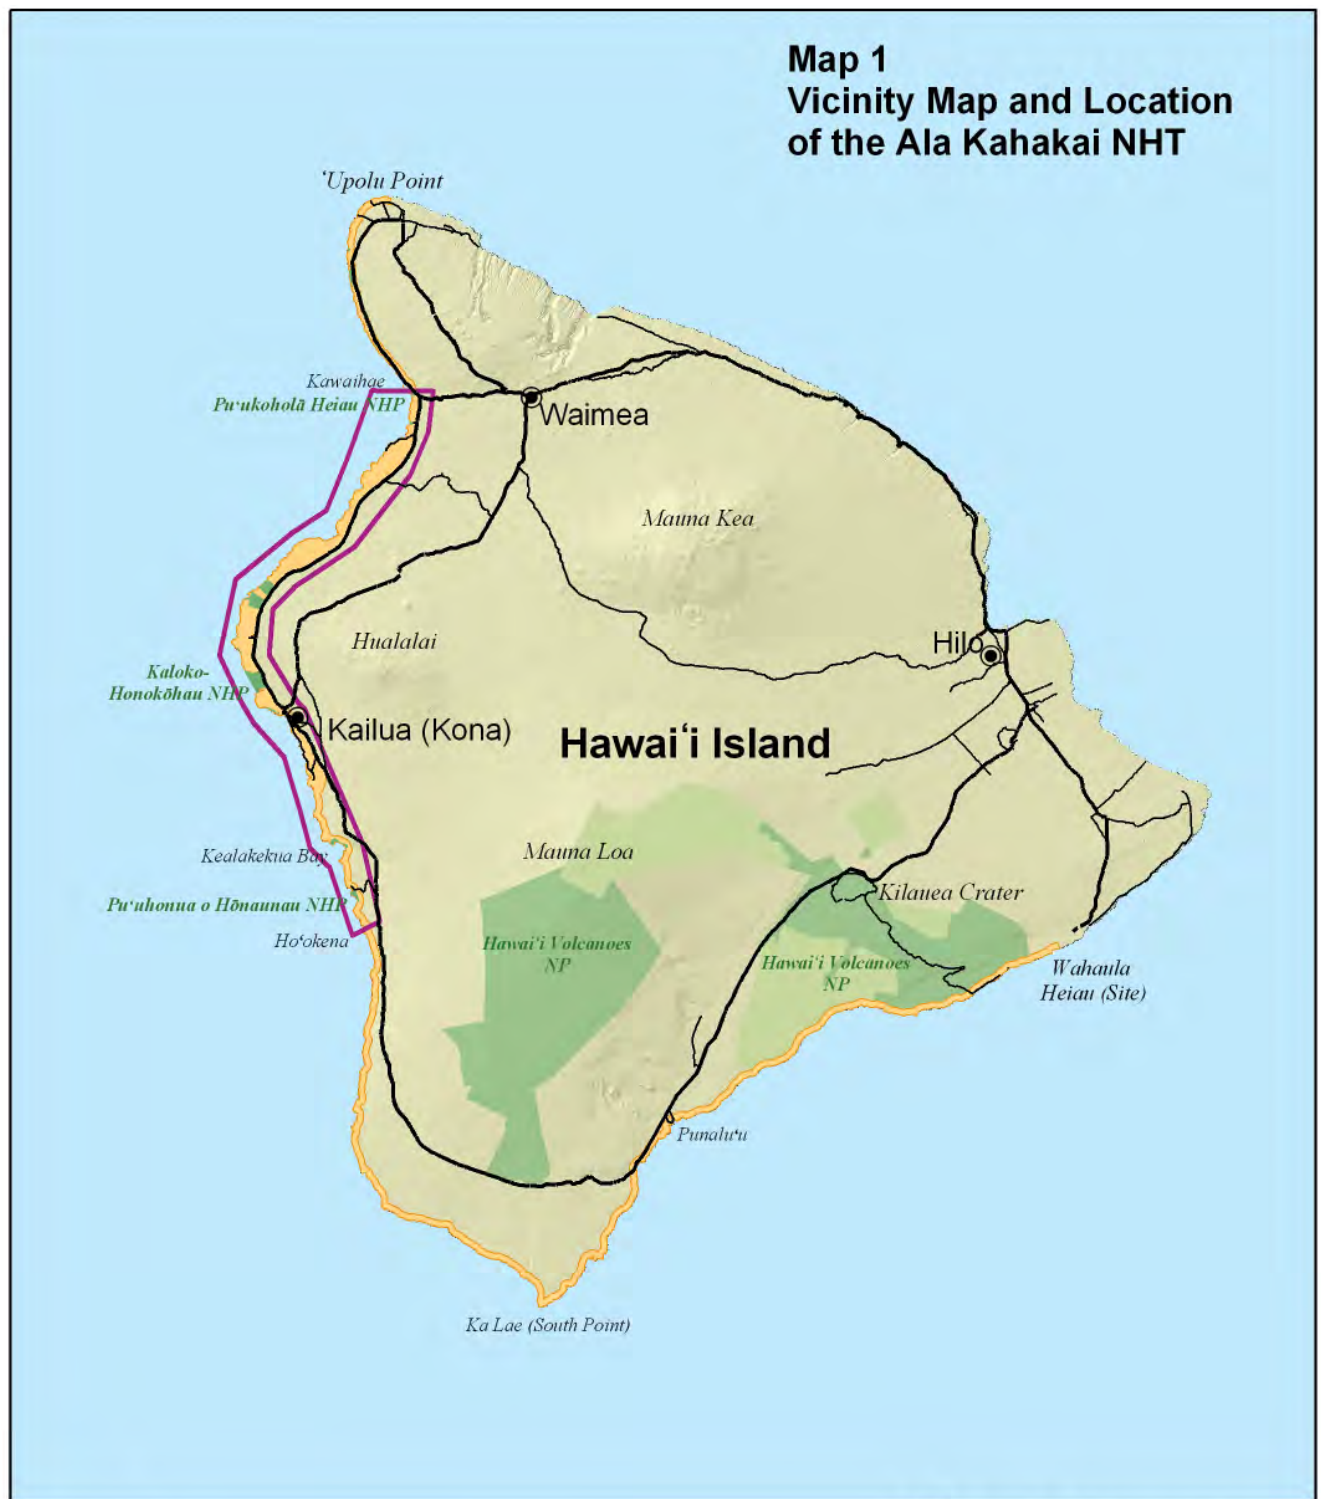 Map 1
Vicinity Map and Location
of the Ala Kahakai NHT
ʻUpolu Point
Kawaihae
Puʻukoholā Heiau NHP
Waimea
Mauna Kea
Hualalai
Hilo
Kaloko-
Honokōhau NHP
Kailua (Kona)
Hawaiʻi Island
Kealakekua Bay
Mauna Loa
Kilauea Crater
Puʻuhonua o Hōnaunau NHP
Hoʻokena
Hawaiʻi Volcanoes
NP
Hawaiʻi Volcanoes
NP
Wahaula
Heiau (Site)
Punaluʻu
Ka Lae (South Point)